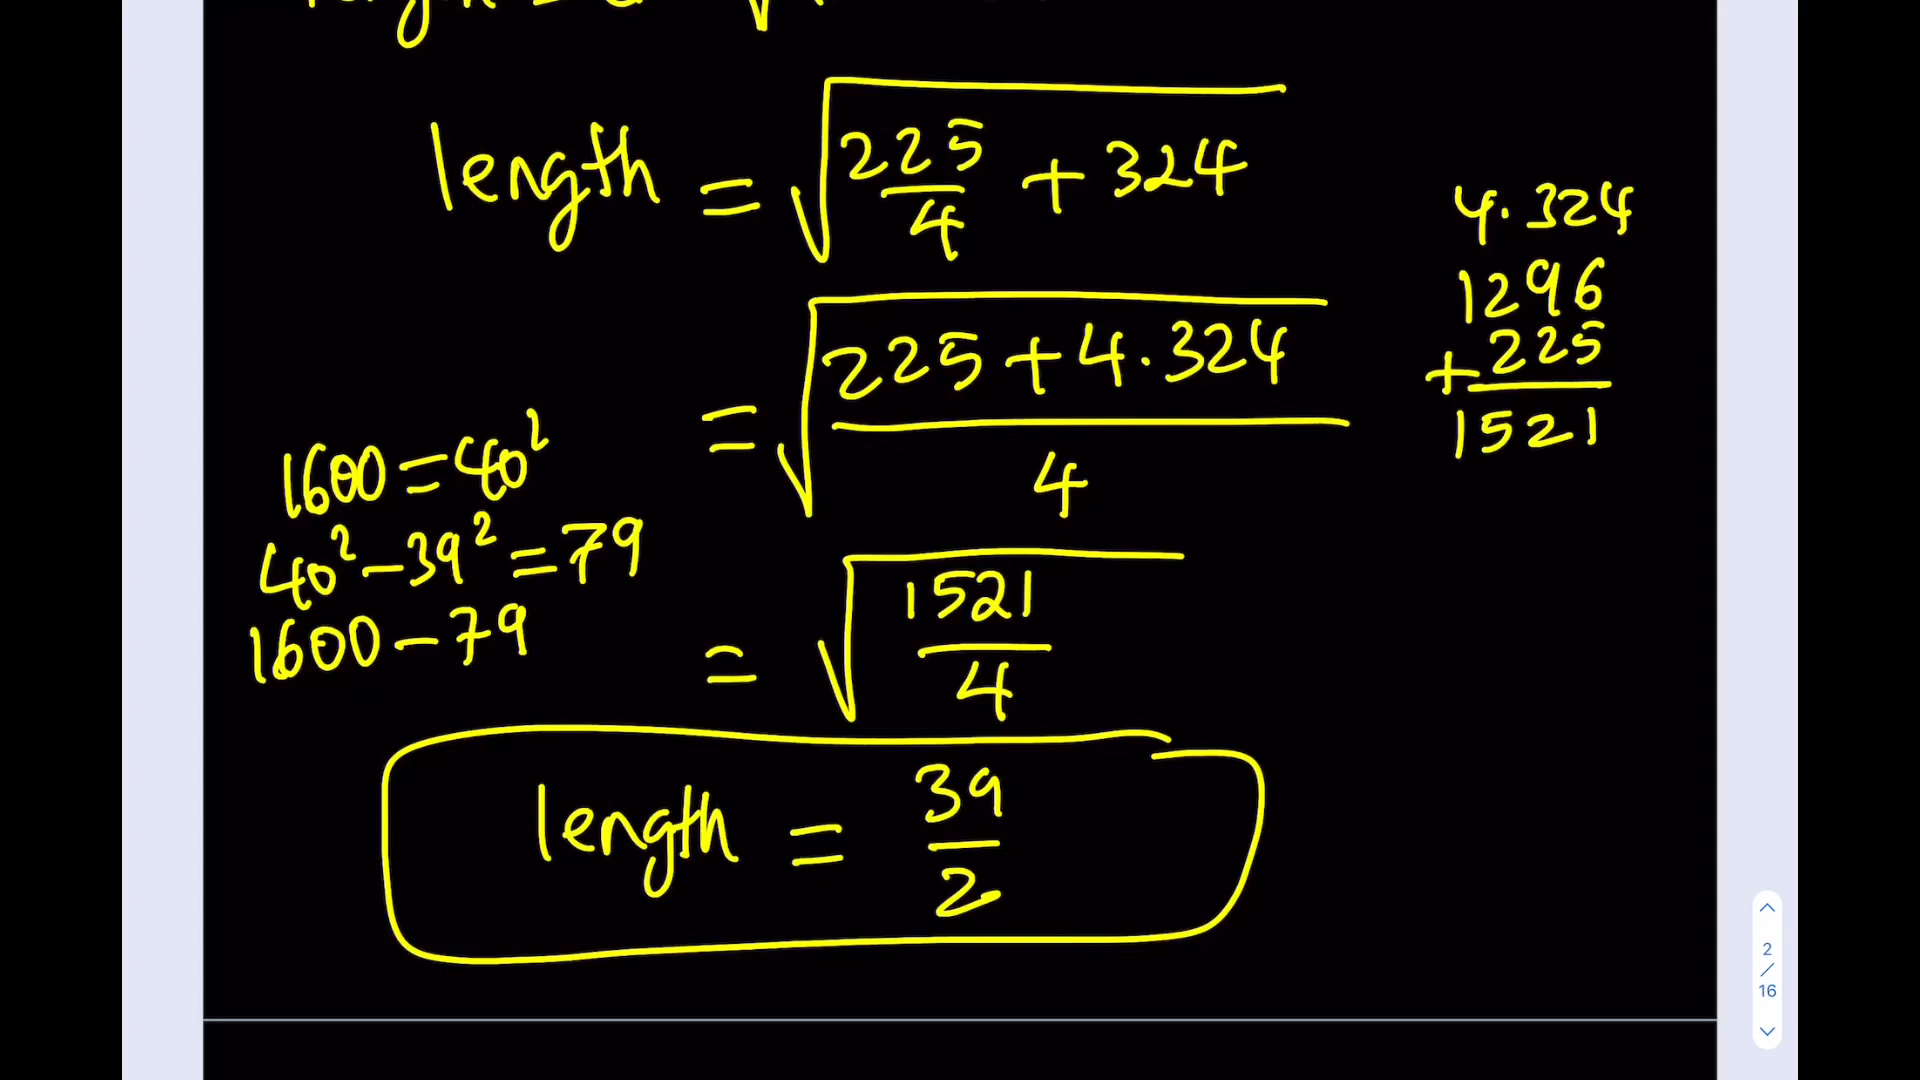 length =
length = √(225/4 + 324)
= √((225 + 4.324)/4)
= √(1521/4)
length = 39/2
4.324
1296
+ 225
1521
1600 = 40²
40² - 39² = 79
1600 - 79
2
/
16